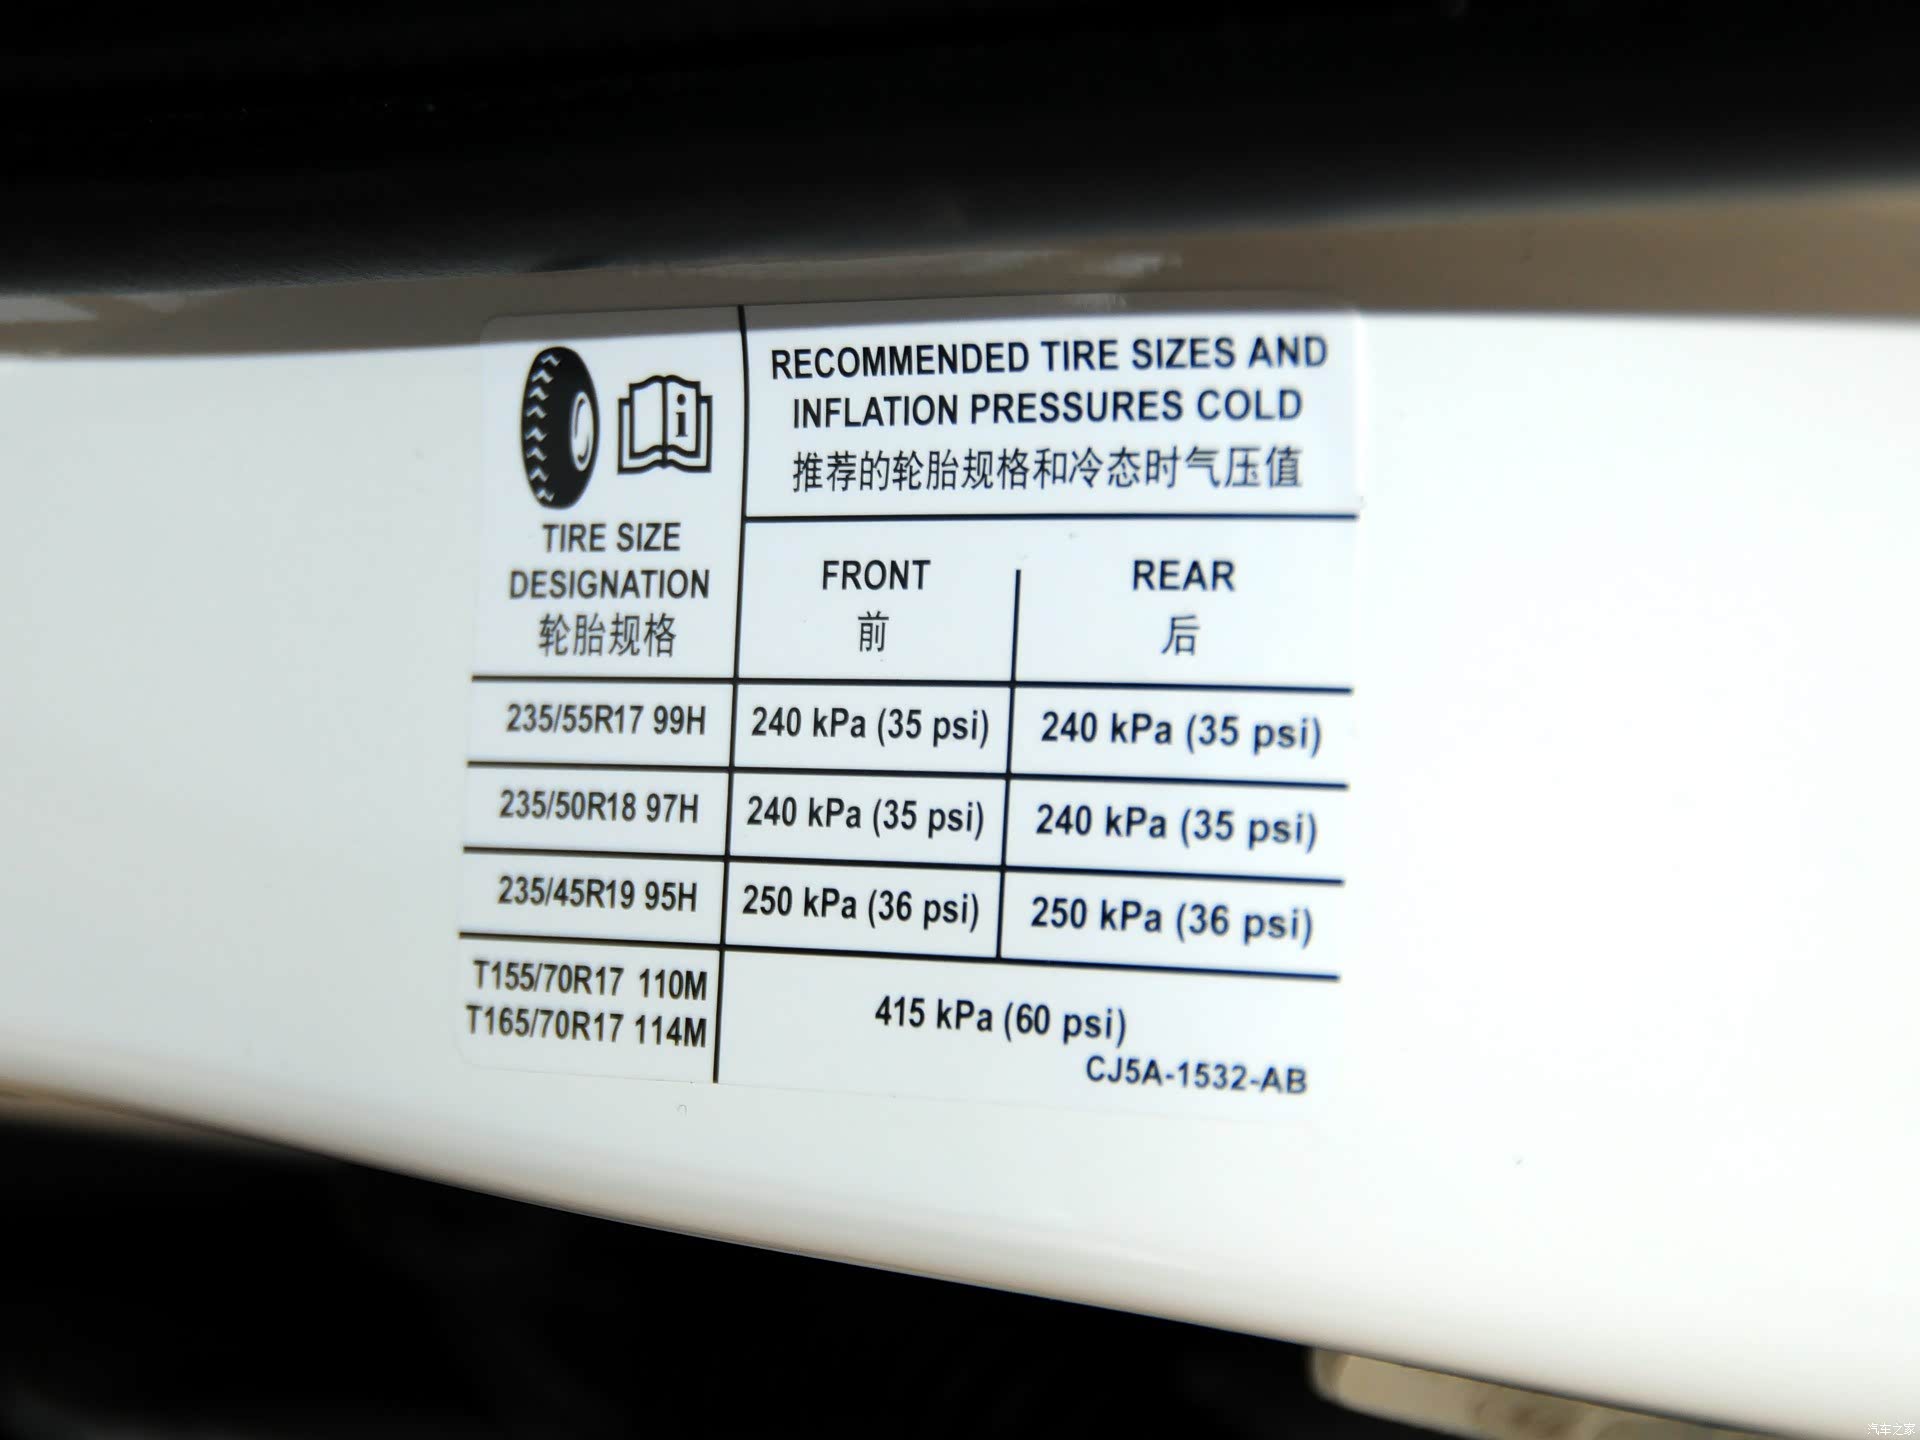 RECOMMENDED TIRE SIZES AND
INFLATION PRESSURES COLD
推荐的轮胎规格和冷态时气压值
TIRE SIZE
DESIGNATION
轮胎规格
FRONT REAR
前 后
235/55R17 99H 240 kPa (35 psi) 240 kPa (35 psi)
235/50R18 97H 240 kPa (35 psi) 240 kPa (35 psi)
235/45R19 95H 250 kPa (36 psi) 250 kPa (36 psi)
T155/70R17 110M
T165/70R17 114M
415 kPa (60 psi)
CJ5A-1532-AB
汽车之家